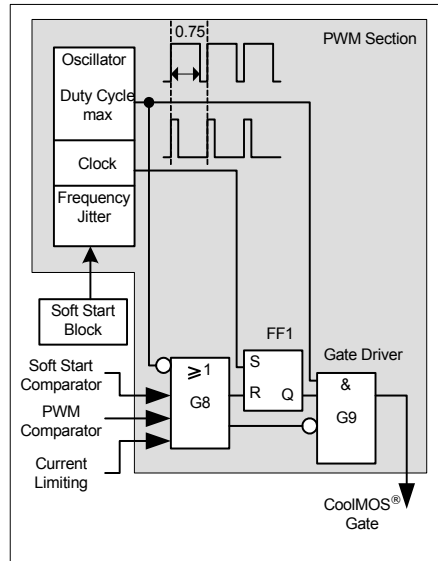 0.75
PWM Section
Oscillator
Duty Cycle
max
Clock
Frequency
Jitter
Soft Start
Block
FF1
Gate Driver
Soft Start
Comparator
PWM
Comparator
Current
Limiting
≥1
G8
S
R
Q
&
G9
CoolMOS®
Gate